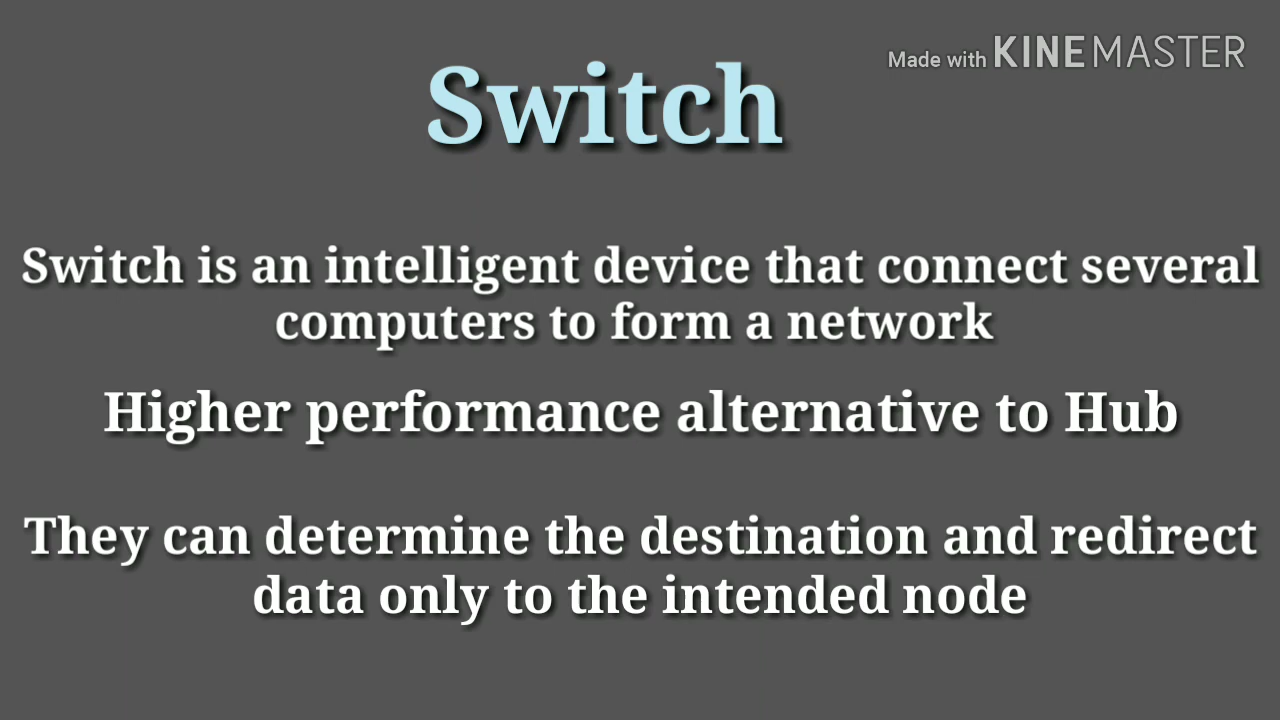 Made with KINEMASTER
Switch
Switch is an intelligent device that connect several
computers to form a network
Higher performance alternative to Hub
They can determine the destination and redirect
data only to the intended node